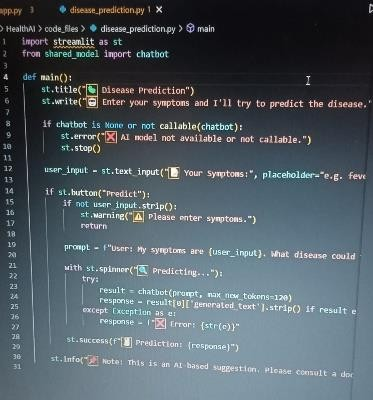 app.py 3 disease_prediction.py 1 ×
HealthAI > code_files > disease_prediction.py > main
1 import streamlit as st
2 from shared_model import chatbot
3
4 def main():
5 st.title("🦠 Disease Prediction")
6 st.write("💀 Enter your symptoms and I'll try to predict the disease."
7
8 if chatbot is None or not callable(chatbot):
9 st.error("❌ AI model not available or not callable.")
10 st.stop()
11
12 user_input = st.text_input("📝 Your Symptoms:", placeholder="e.g. feve
13
14 if st.button("Predict"):
15 if not user_input.strip():
16 st.warning("⚠️ Please enter symptoms.")
17 return
18
19 prompt = f"User: My symptoms are {user_input}. What disease could
20
21 with st.spinner("🔍 Predicting..."):
22 try:
23 result = chatbot(prompt, max_new_tokens=120)
24 response = result[0]['generated_text'].strip() if result e
25 except Exception as e:
26 response = f"❌ Error: {str(e)}"
27
28 st.success(f" Prediction: {response}")
29
30 st.info("📌 Note: This is an AI-based suggestion. Please consult a doc
31